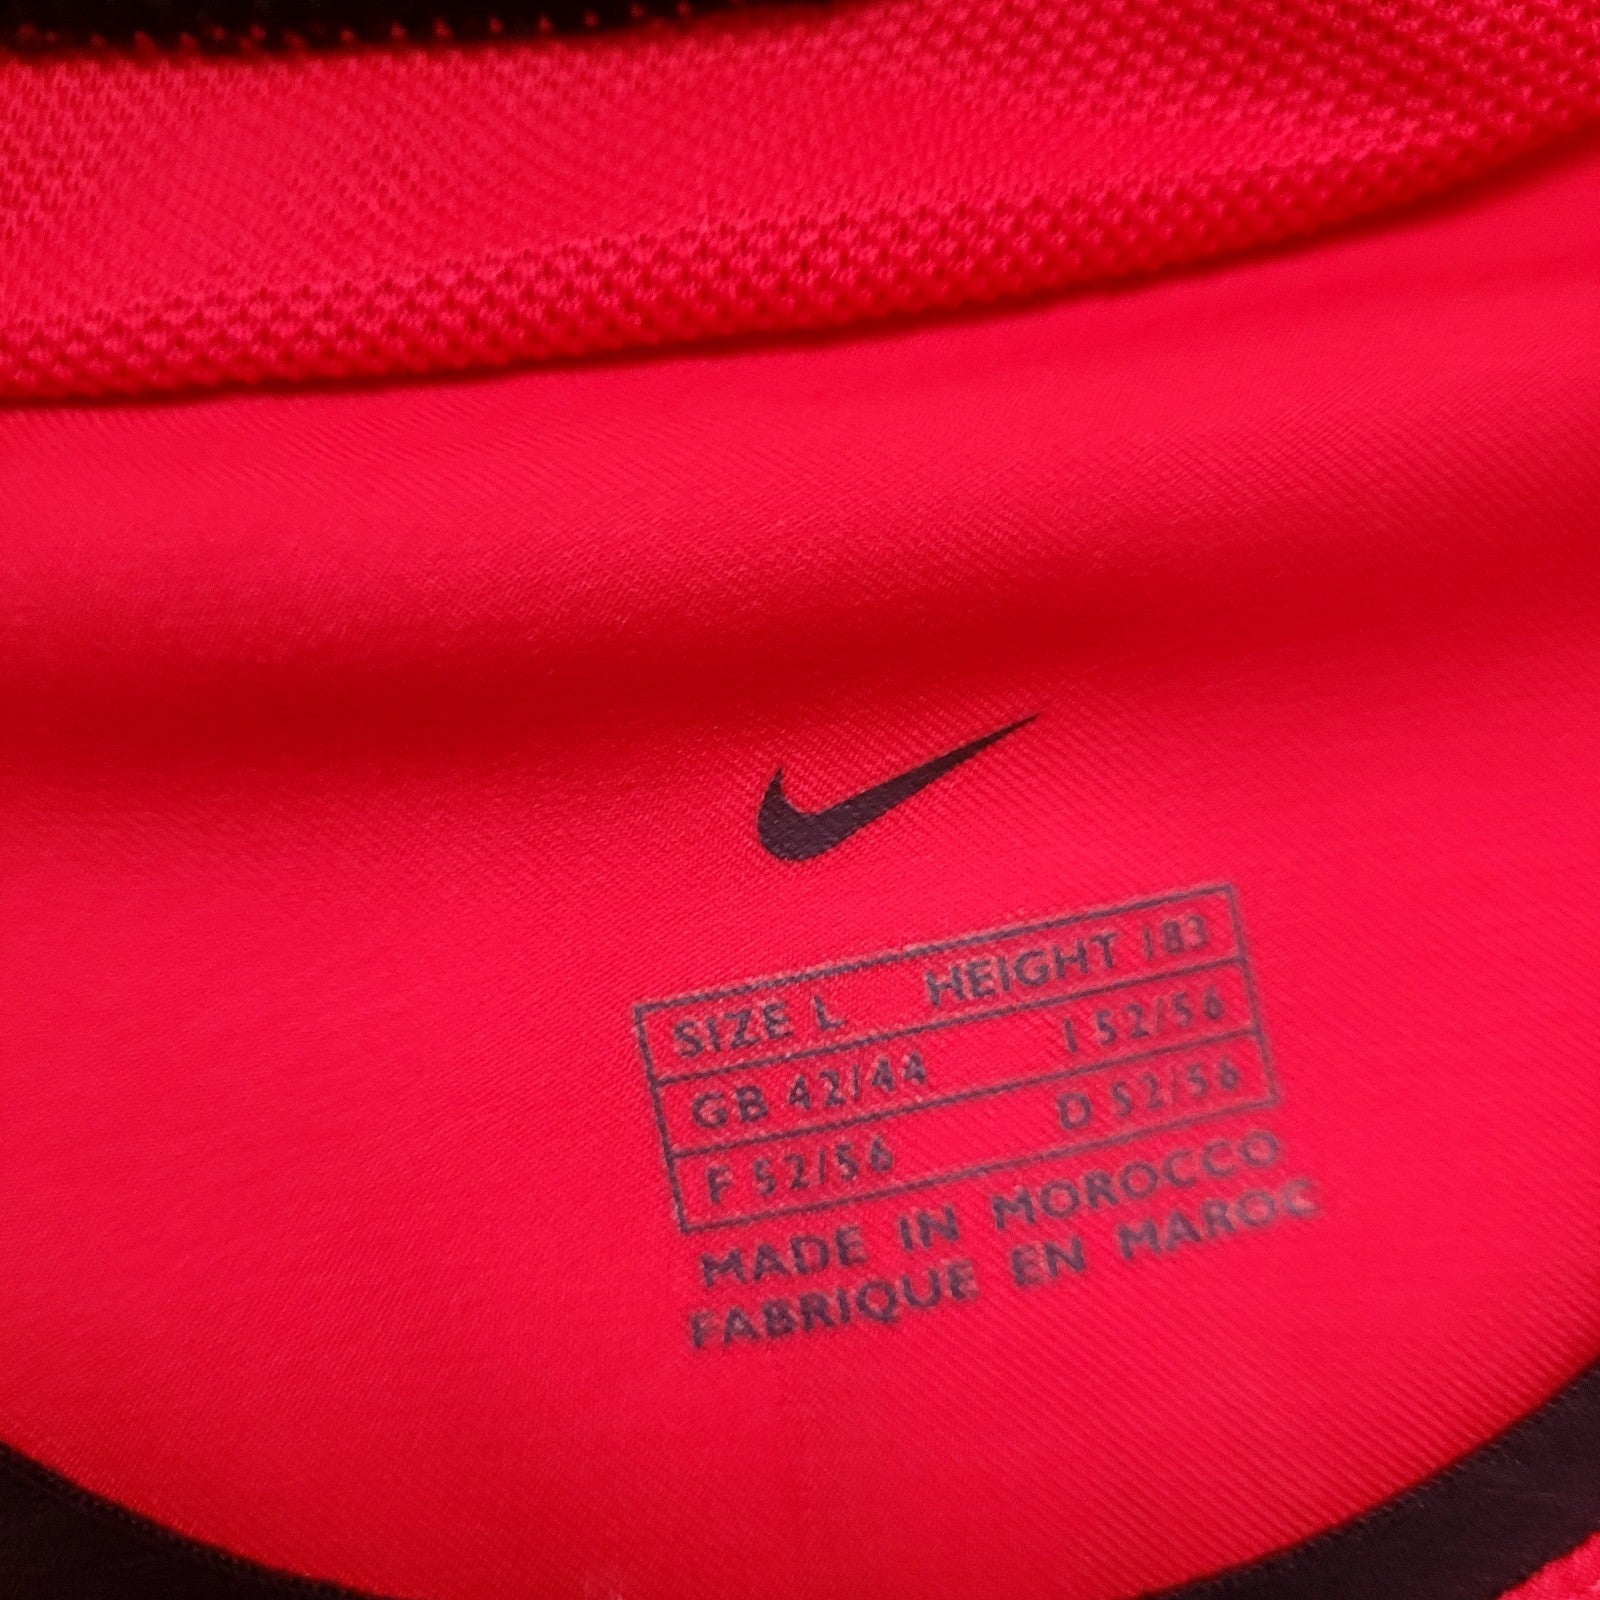 SIZE L HEIGHT 183
GB 42/44 I 52/56
F 52/56 D 52/56
MADE IN MOROCCO
FABRIQUE EN MAROC